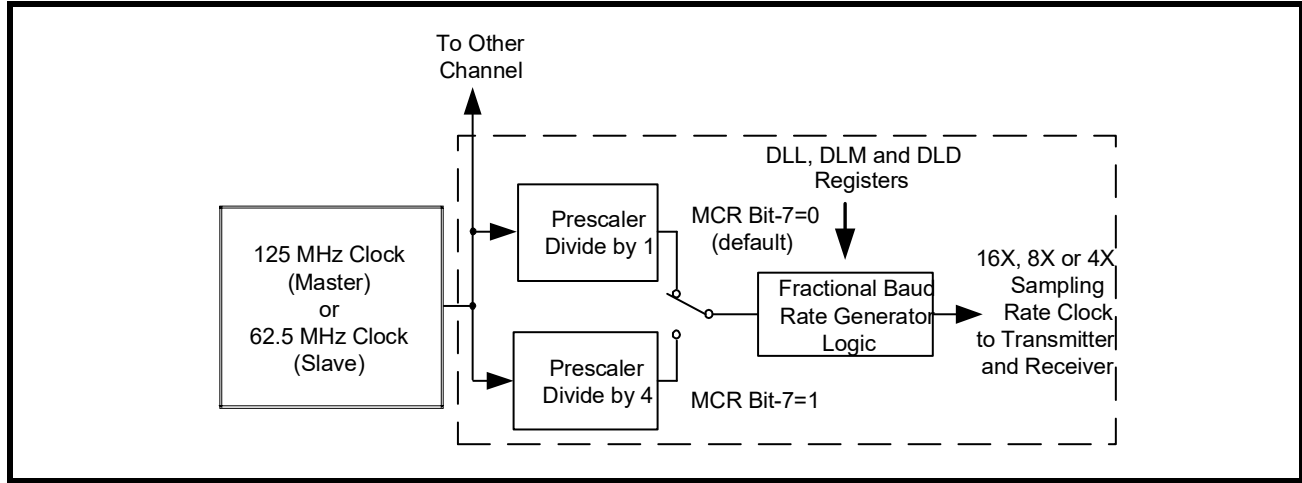 To Other
Channel
DLL, DLM and DLD
Registers
Prescaler
Divide by 1
MCR Bit-7=0
(default)
125 MHz Clock
(Master)
or
62.5 MHz Clock
(Slave)
Fractional Baud
Rate Generator
Logic
16X, 8X or 4X
Sampling
Rate Clock
to Transmitter
and Receiver
Prescaler
Divide by 4
MCR Bit-7=1